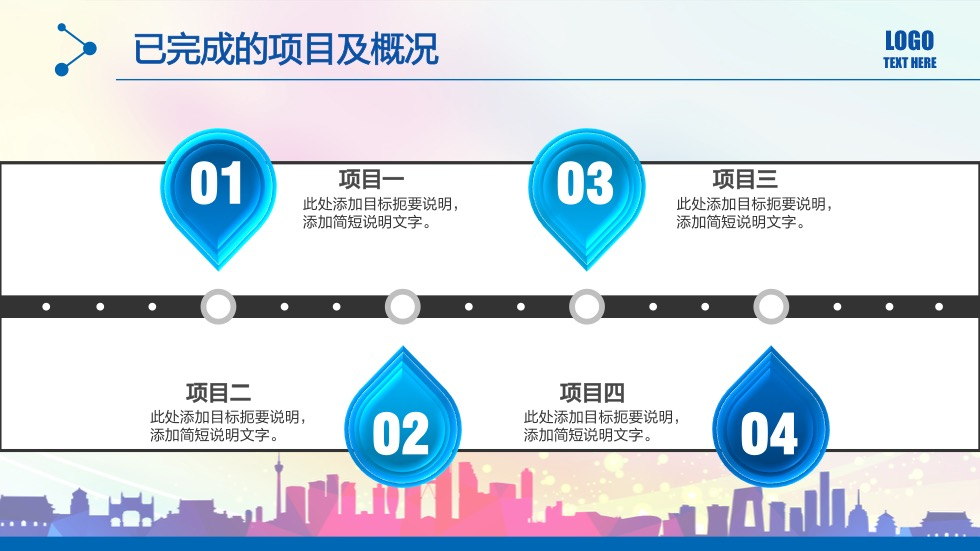 已完成的项目及概况
LOGO
TEXT HERE
01
项目一
此处添加目标扼要说明，
添加简短说明文字。
03
项目三
此处添加目标扼要说明，
添加简短说明文字。
项目二
此处添加目标扼要说明，
添加简短说明文字。
02
项目四
此处添加目标扼要说明，
添加简短说明文字。
04